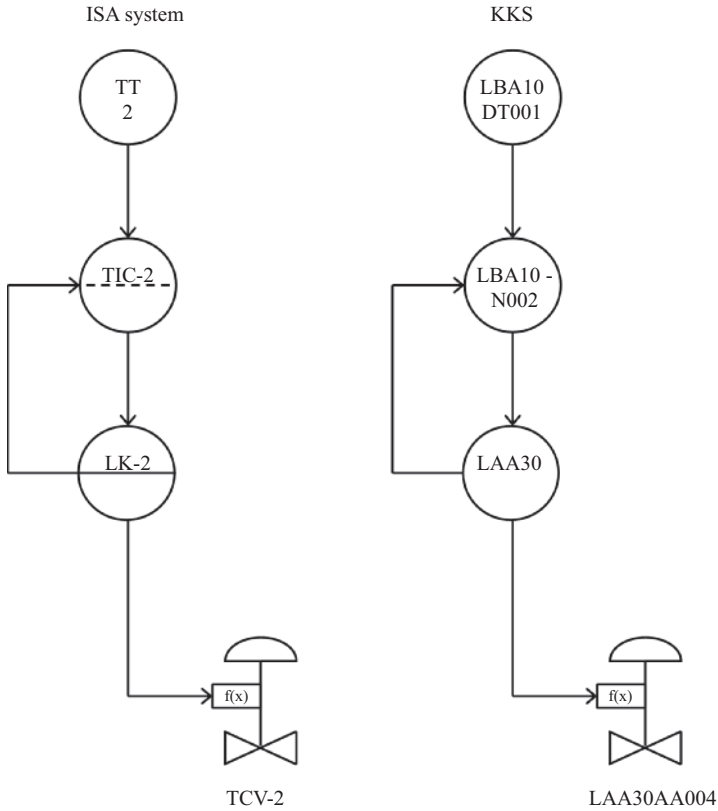 ISA system
KKS
TT
2
LBA10
DT001
TIC-2
LBA10 -
N002
LK-2
LAA30
f(x)
f(x)
TCV-2
LAA30AA004